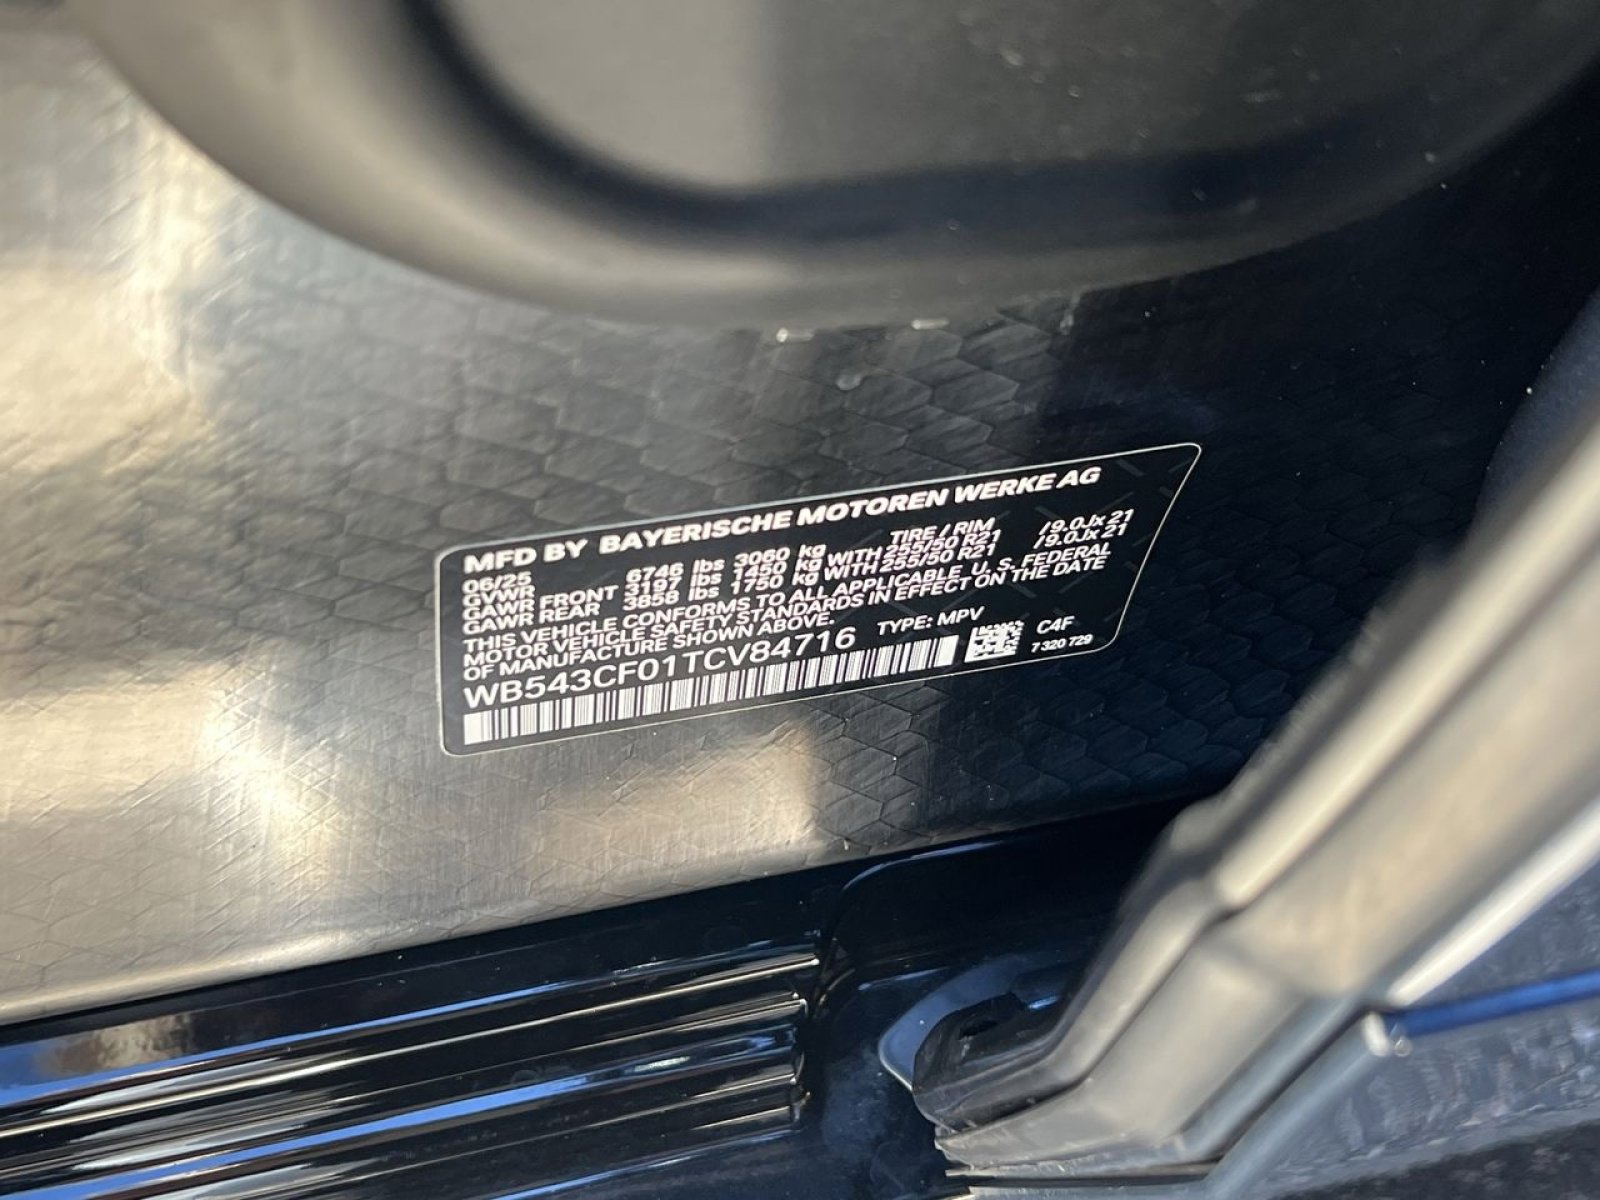 MFD BY BAYERISCHE MOTOREN WERKE AG
06/25 TIRE / RIM
GVWR 6746 lbs 3060 kg
GAWR FRONT 3197 lbs 1450 kg WITH 255/50 R21 /9.0Jx 21
GAWR REAR 3858 lbs 1750 kg WITH 255/50 R21 /9.0Jx 21
THIS VEHICLE CONFORMS TO ALL APPLICABLE U. S. FEDERAL
MOTOR VEHICLE SAFETY STANDARDS IN EFFECT ON THE DATE
OF MANUFACTURE SHOWN ABOVE.
WB543CF01TCV84716 TYPE: MPV
C4F
7 320 729